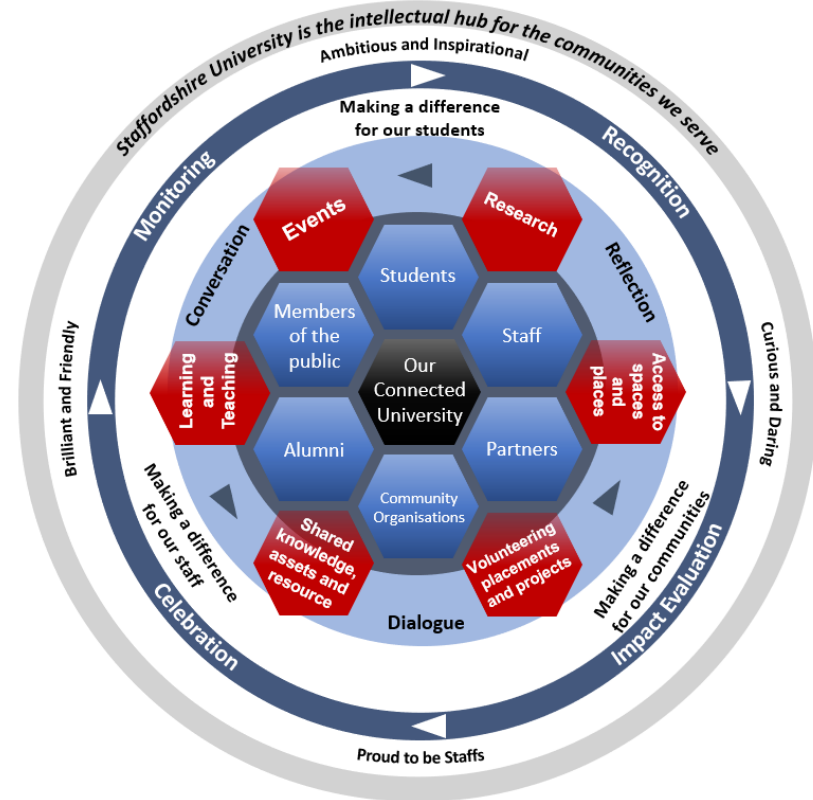 Staffordshire University is the intellectual hub for the communities we serve
Ambitious and Inspirational
Making a difference
for our students
Monitoring
Recognition
Events
Research
Conversation
Reflection
Students
Members
of the
public
Staff
Our
Connected
University
Learning
and
Teaching
Access to
spaces
and
places
Brilliant and Friendly
Curious and Daring
Alumni
Partners
Community
Organisations
Making a difference
for our staff
Shared
knowledge,
assets and
resource
Volunteering
placements
and projects
Making a difference
for our communities
Dialogue
Celebration
Impact Evaluation
Proud to be Staffs